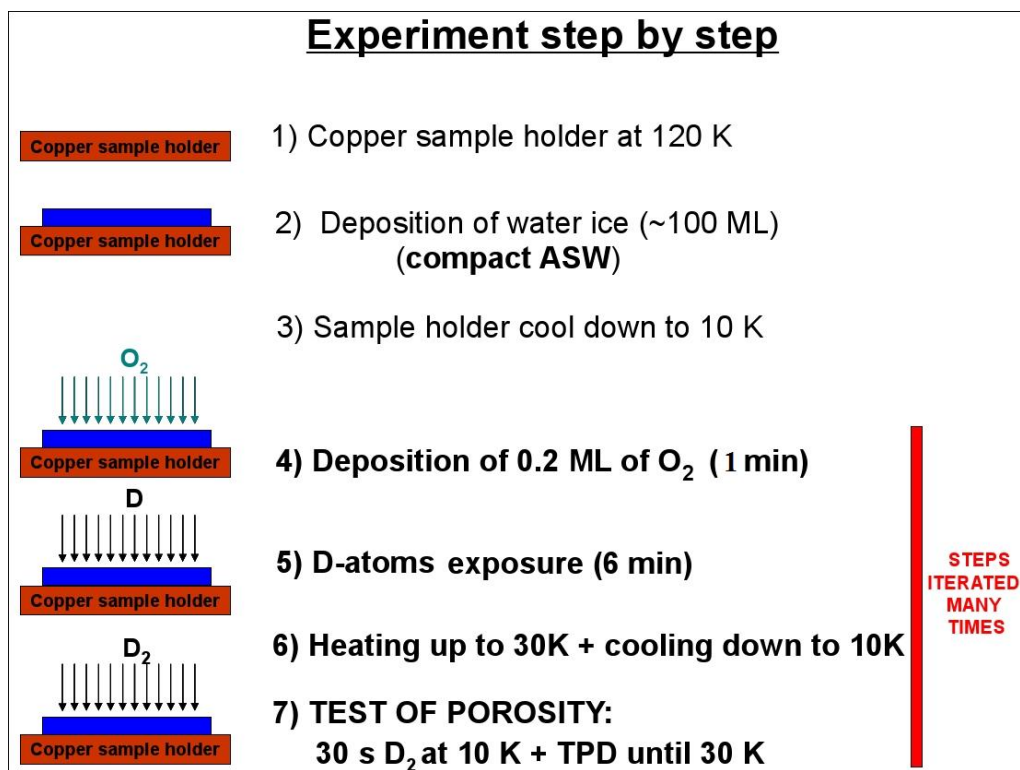 Experiment step by step
Copper sample holder
1) Copper sample holder at 120 K
Copper sample holder
2) Deposition of water ice (~100 ML)
(compact ASW)
3) Sample holder cool down to 10 K
O₂
Copper sample holder
4) Deposition of 0.2 ML of O₂ (1 min)
D
Copper sample holder
5) D-atoms exposure (6 min)
D₂
6) Heating up to 30K + cooling down to 10K
Copper sample holder
7) TEST OF POROSITY:
30 s D₂ at 10 K + TPD until 30 K
STEPS
ITERATED
MANY
TIMES